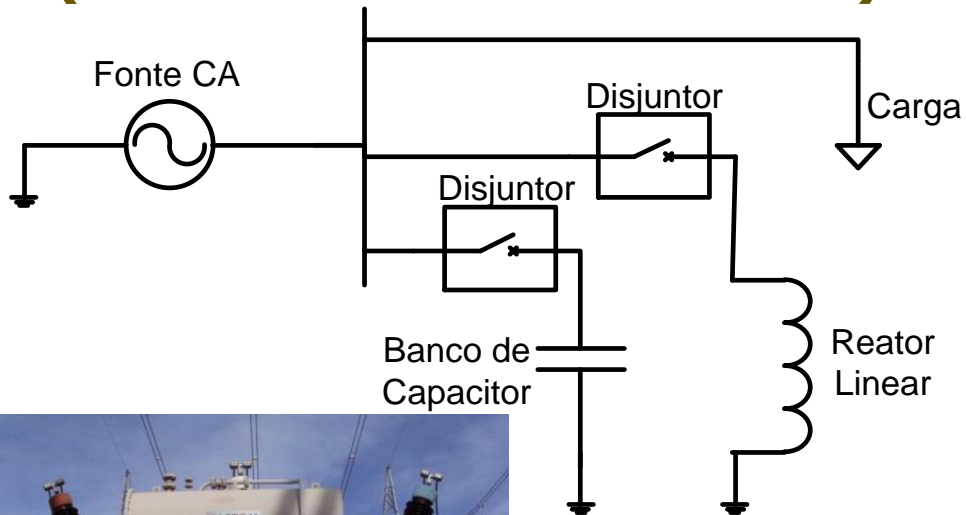 Fonte CA
Disjuntor
Carga
Disjuntor
Banco de
Capacitor
Reator
Linear